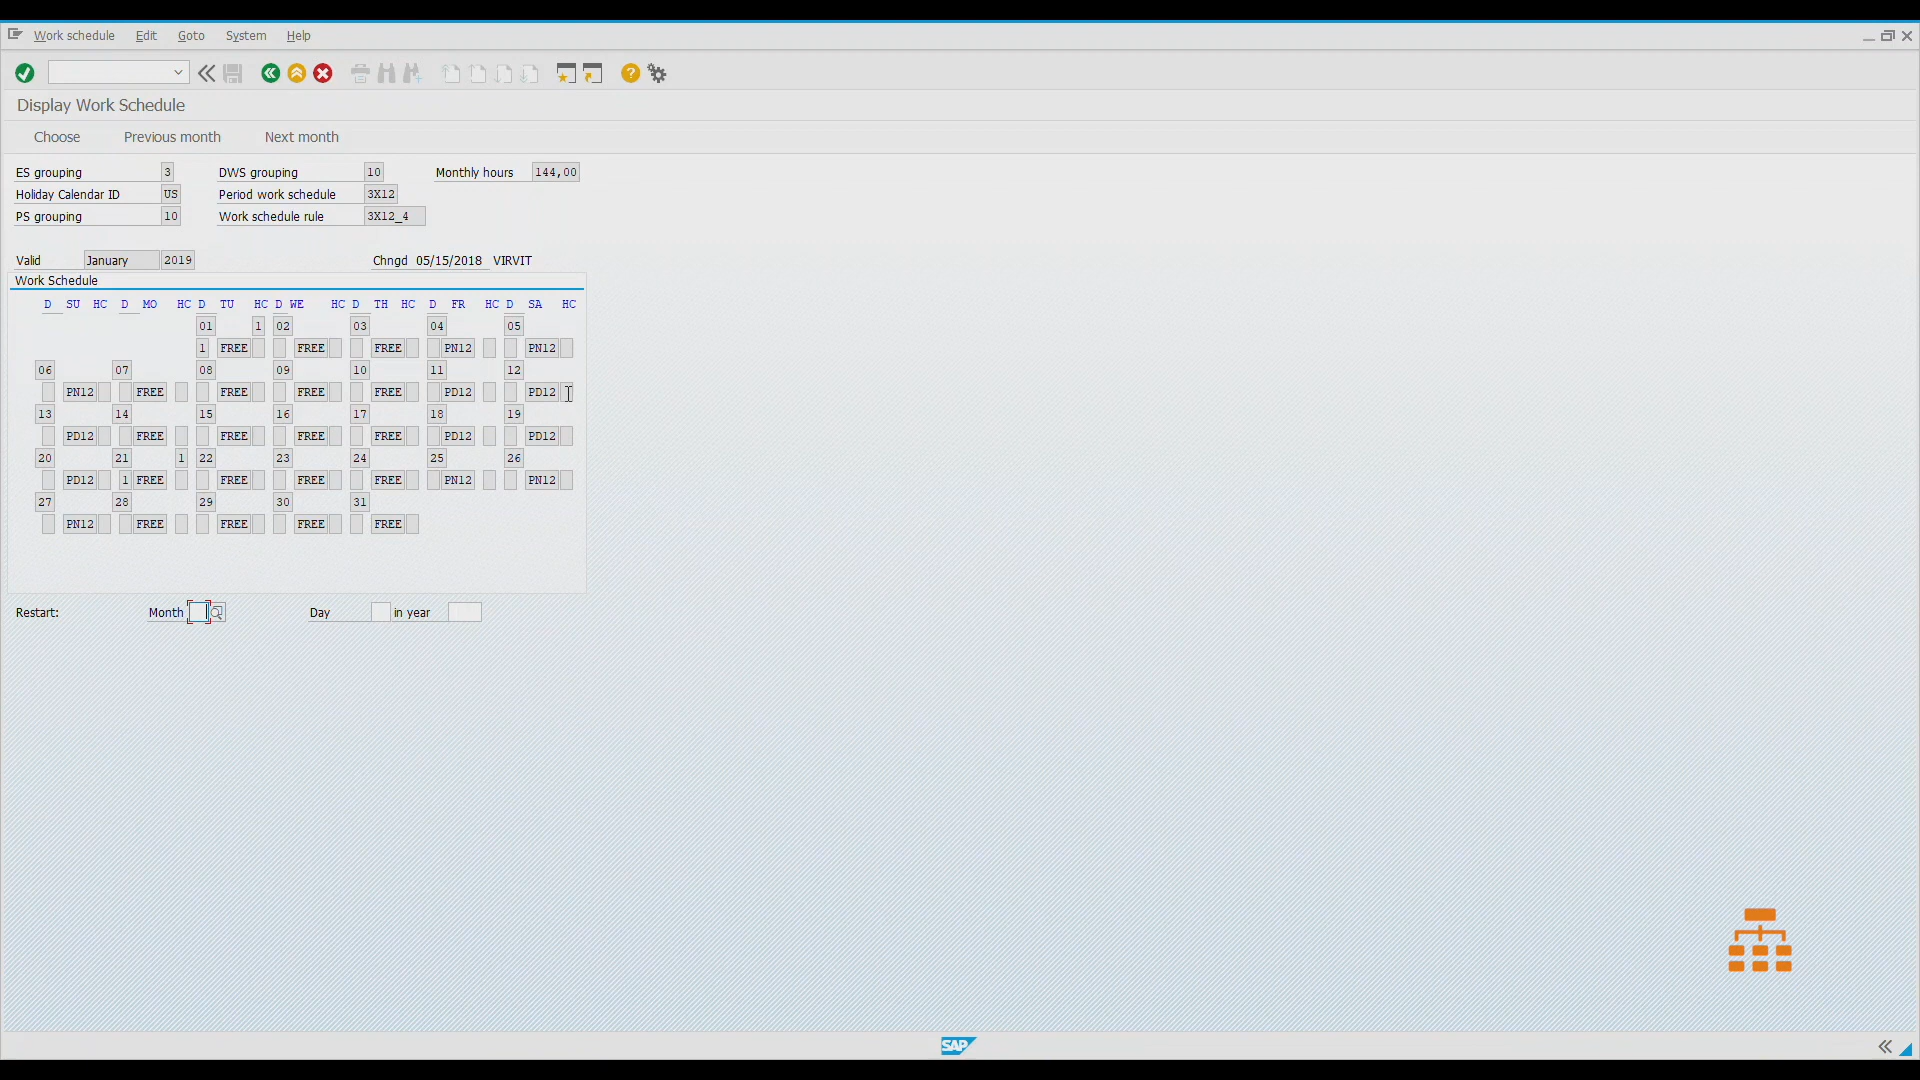 Work schedule Edit Goto System Help
Display Work Schedule
Choose Previous month Next month
ES grouping 3 DWS grouping 10 Monthly hours 144,00
Holiday Calendar ID US Period work schedule 3X12
PS grouping 10 Work schedule rule 3X12_4
Valid January 2019 Chngd 05/15/2018 VIRVIT
Work Schedule
D SU HC D MO HC D TU HC D WE HC D TH HC D FR HC D SA HC
01 1 02 03 04 05
1 FREE FREE FREE PN12 PN12
06 07 08 09 10 11 12
PN12 FREE FREE FREE FREE PD12 PD12
13 14 15 16 17 18 19
PD12 FREE FREE FREE FREE PD12 PD12
20 21 1 22 23 24 25 26
PD12 1 FREE FREE FREE FREE PN12 PN12
27 28 29 30 31
PN12 FREE FREE FREE FREE
Restart: Month Day in year
SAP